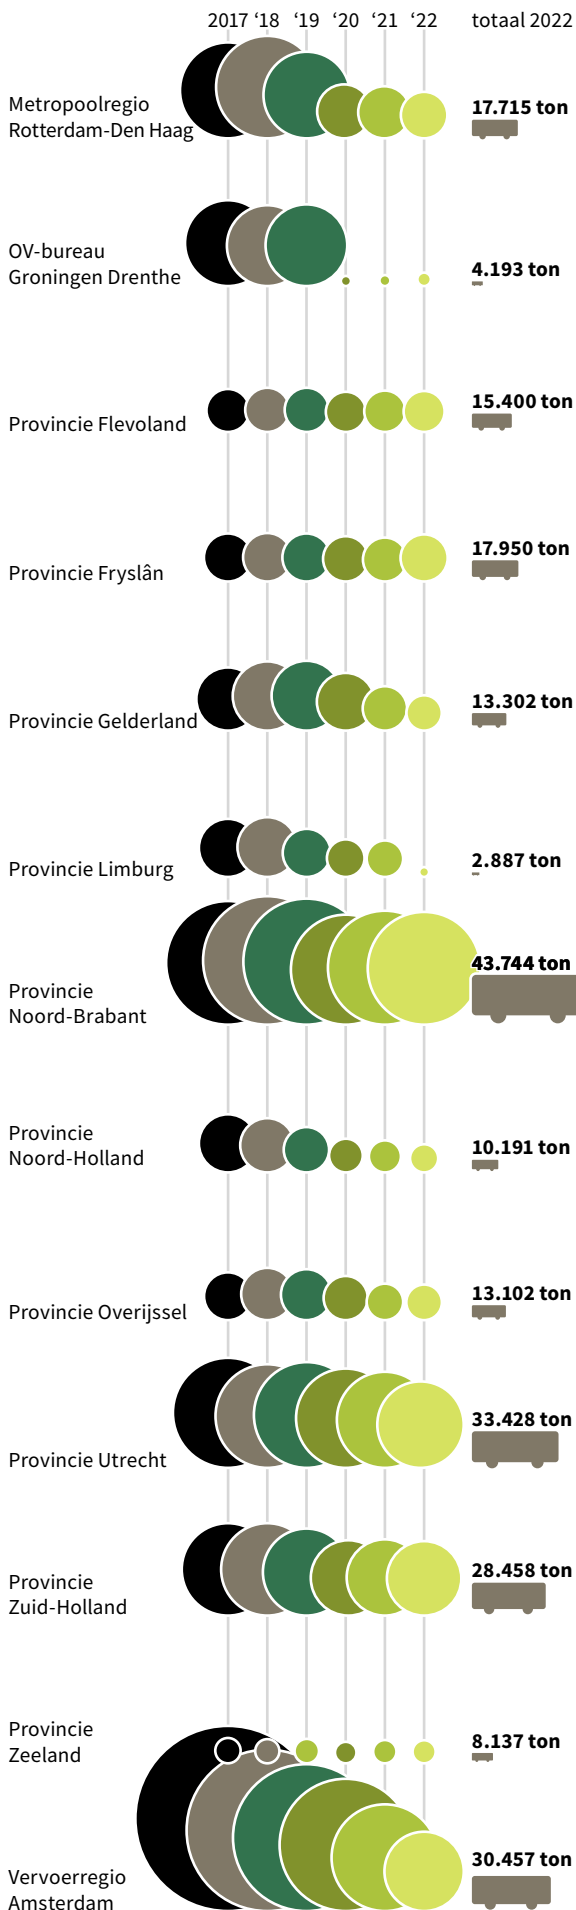 2017 ‘18 ‘19 ‘20 ‘21 ‘22 totaal 2022
Metropoolregio
Rotterdam-Den Haag
17.715 ton
OV-bureau
Groningen Drenthe
4.193 ton
Provincie Flevoland
15.400 ton
Provincie Fryslân
17.950 ton
Provincie Gelderland
13.302 ton
Provincie Limburg
2.887 ton
Provincie
Noord-Brabant
43.744 ton
Provincie
Noord-Holland
10.191 ton
Provincie Overijssel
13.102 ton
Provincie Utrecht
33.428 ton
Provincie
Zuid-Holland
28.458 ton
Provincie
Zeeland
8.137 ton
Vervoerregio
Amsterdam
30.457 ton